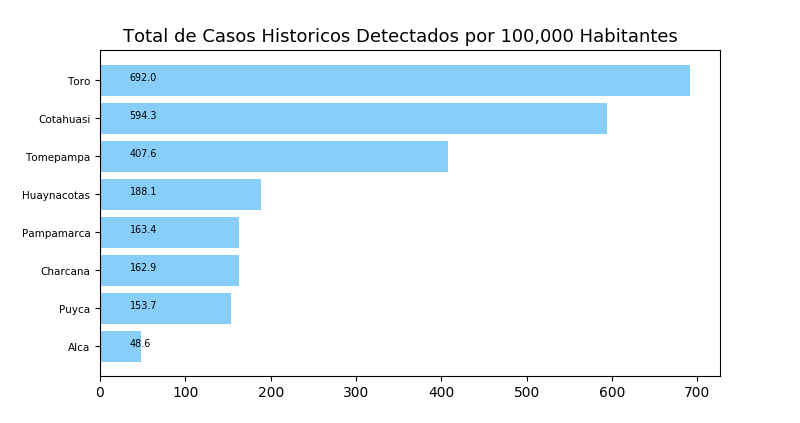 Total de Casos Historicos Detectados por 100,000 Habitantes
Toro 692.0
Cotahuasi 594.3
Tomepampa 407.6
Huaynacotas 188.1
Pampamarca 163.4
Charcana 162.9
Puyca 153.7
Alca 48.6
0 100 200 300 400 500 600 700